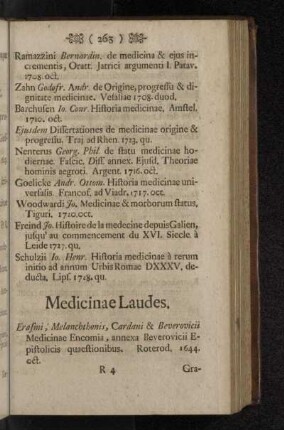 ( 263 )
Ramazzini Bernardin. de medicina & ejus in-
crementis, Oratt. Jatrici argumenti I. Patav.
1708. oct.
Zahn Godofr. Andr. de Origine, progressu & di-
gnitate medicinae. Vesaliae 1708. duod.
Barchusen Jo. Conr. Historia medicinae, Amstel.
1710. oct.
Ejusdem Dissertationes de medicinae origine &
progressu. Traj. ad Rhen. 1723. qu.
Nenterus Georg. Phil. de statu medicinae ho-
diernae. Fascic. Diss. annex. Ejusd, Theoriae
hominis aegroti. Argent. 1716. oct.
Goelicke Andr. Ottom. Historia medicinae uni-
versalis. Francof. ad Viadr. 1717. oct.
Woodwardi Jo. Medicinae & morborum status,
Tiguri, 1720. oct.
Freind Jo. Histoire de la medecine depuis Galien,
jusqu'au commencement du XVI. Siecle. à
Leide 1727. qu.
Schulzii Io. Henr. Historia medicinae à rerum
initio ad annum Urbis Romae DXXXV, de-
ducta, Lips. 1728. qu.
Medicinae Laudes.
Erasmi, Melanchthonis, Cardani & Beverovicii
Medicinae Encomia, annexa Beverovicii E-
pistolicis quaestionibus. Roterod. 1644.
oct.
R 4 Gra-